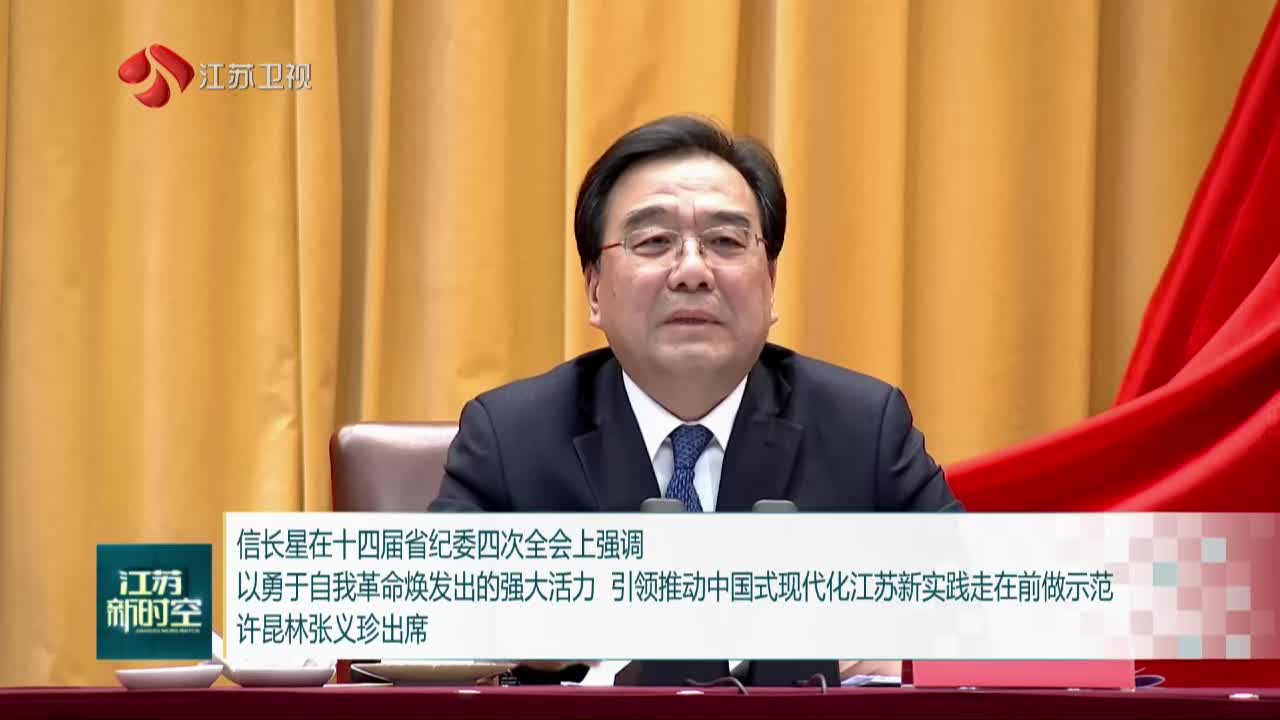 江苏卫视
信长星在十四届省纪委四次全会上强调
以勇于自我革命焕发出的强大活力 引领推动中国式现代化江苏新实践走在前做示范
许昆林张义珍出席
江苏
新时空